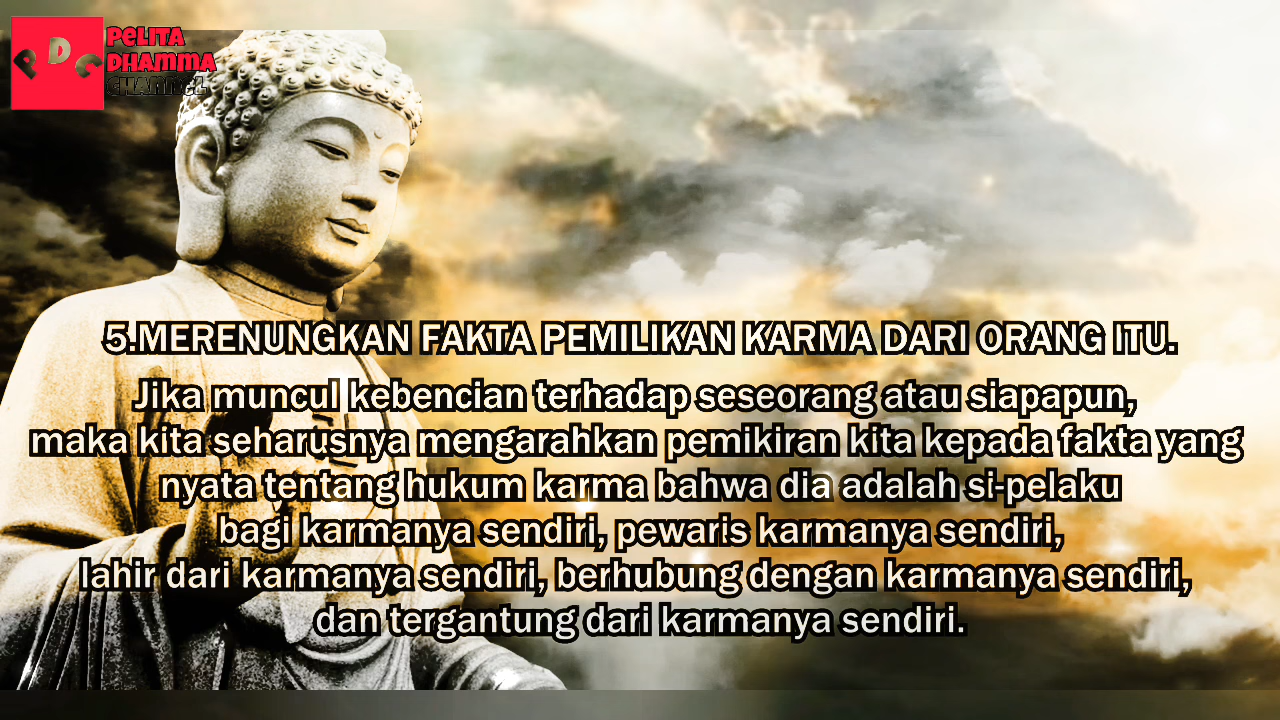 PDC
PELITA
DHAMMA
CHANNEL
5.MERENUNGKAN FAKTA PEMILIKAN KARMA DARI ORANG ITU.
Jika muncul kebencian terhadap seseorang atau siapapun,
maka kita seharusnya mengarahkan pemikiran kita kepada fakta yang
nyata tentang hukum karma bahwa dia adalah si-pelaku
bagi karmanya sendiri, pewaris karmanya sendiri,
lahir dari karmanya sendiri, berhubung dengan karmanya sendiri,
dan tergantung dari karmanya sendiri.